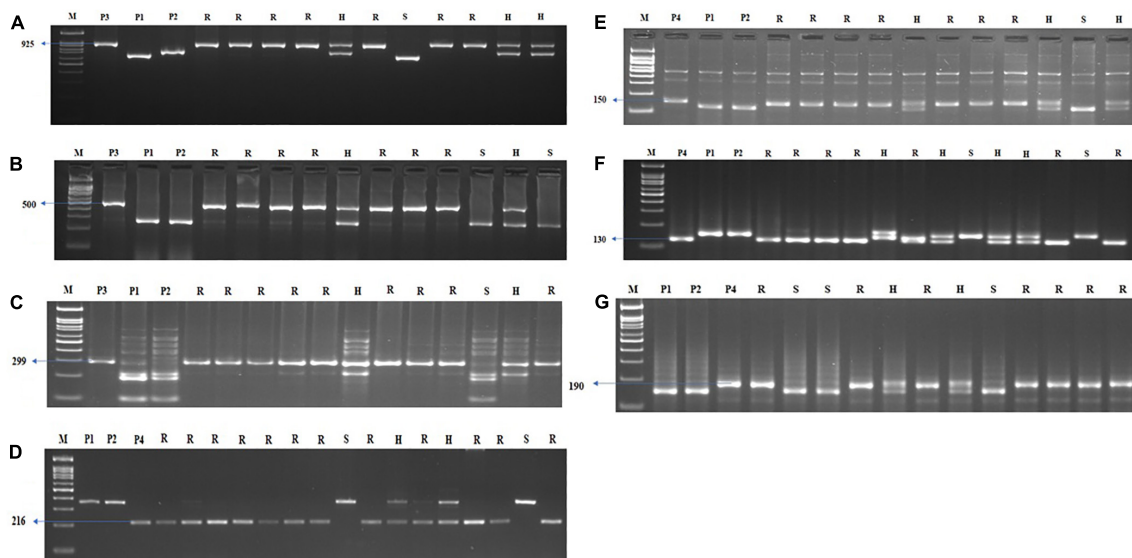 A
M P3 P1 P2 R R R R H R S R R H H
925
B
M P3 P1 P2 R R R R H R R R S H S
500
C
M P3 P1 P2 R R R R R H R R R S H R
299
D
M P1 P2 P4 R R R R R R R S R H R H R R S R
216
E
M P4 P1 P2 R R R R H R R R H S H
150
F
M P4 P1 P2 R R R R H R H S H H R S R
130
G
M P1 P2 P4 R S S R H R H S R R R R
190